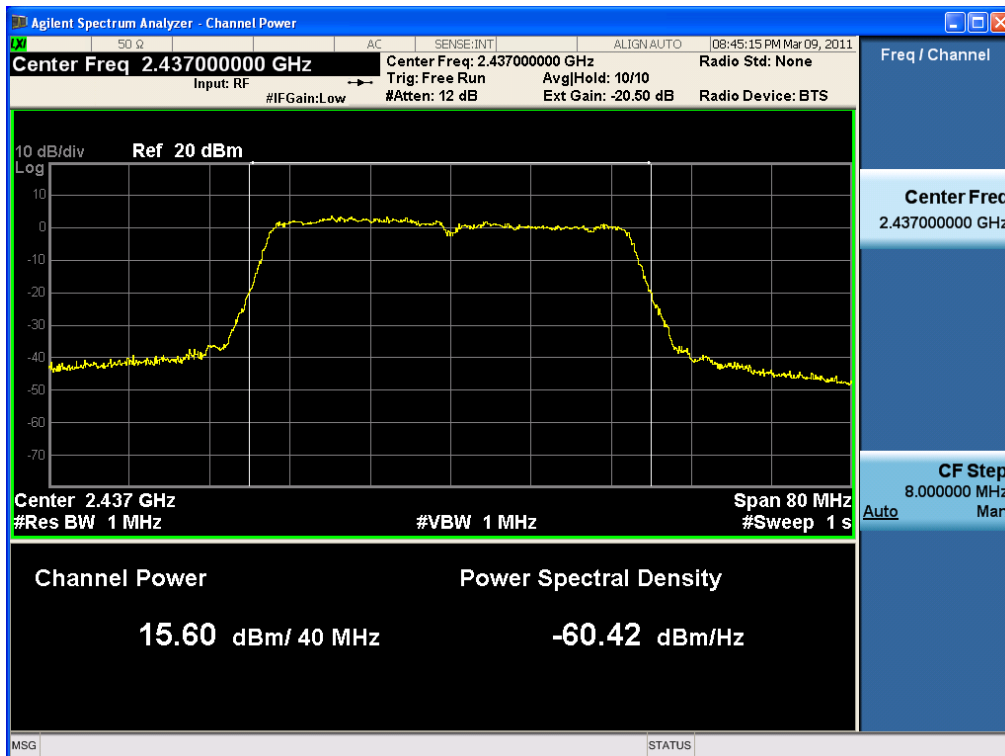 Agilent Spectrum Analyzer - Channel Power
LXI 50 Ω AC SENSE:INT ALIGN AUTO 08:45:15 PM Mar 09, 2011
Center Freq 2.437000000 GHz
Input: RF
#IFGain:Low
Center Freq: 2.437000000 GHz
Trig: Free Run Avg|Hold: 10/10
#Atten: 12 dB Ext Gain: -20.50 dB
Radio Std: None
Radio Device: BTS
10 dB/div Ref 20 dBm
Log
10
0
-10
-20
-30
-40
-50
-60
-70
Center 2.437 GHz Span 80 MHz
#Res BW 1 MHz #VBW 1 MHz #Sweep 1 s
Channel Power Power Spectral Density
15.60 dBm/ 40 MHz -60.42 dBm/Hz
MSG STATUS
Freq / Channel
Center Freq
2.437000000 GHz
CF Step
8.000000 MHz
Auto Man